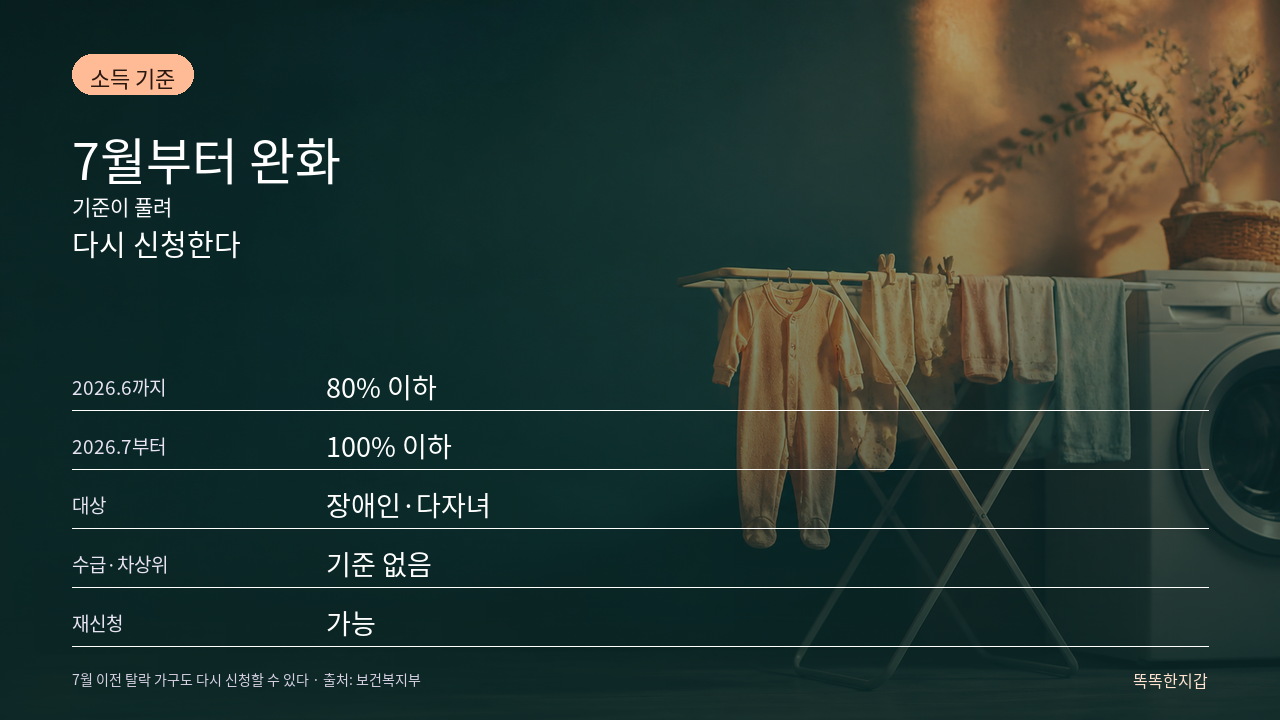 소득 기준
7월부터 완화
기준이 풀려
다시 신청한다
2026.6까지 80% 이하
2026.7부터 100% 이하
대상 장애인·다자녀
수급·차상위 기준 없음
재신청 가능
7월 이전 탈락 가구도 다시 신청할 수 있다 · 출처: 보건복지부
똑똑한지갑